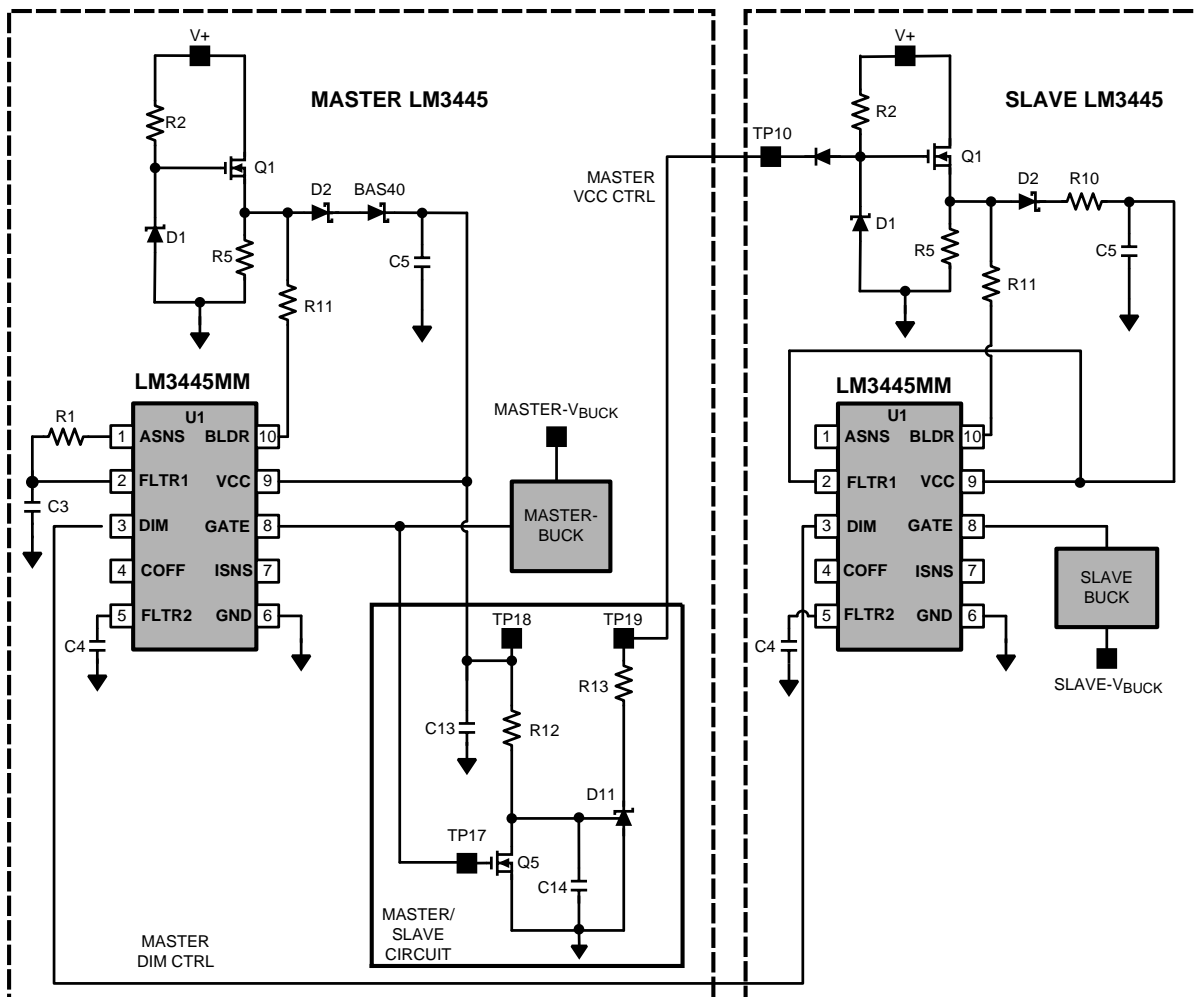 V+
R2
MASTER LM3445
Q1
D2
BAS40
D1
R5
C5
R11
MASTER
VCC CTRL
LM3445MM
R1
U1
1 ASNS BLDR 10
2 FLTR1 VCC 9
3 DIM GATE 8
4 COFF ISNS 7
5 FLTR2 GND 6
C3
C4
MASTER-VBUCK
MASTER-
BUCK
TP18
TP19
R13
C13
R12
D11
TP17
Q5
C14
MASTER/
SLAVE
CIRCUIT
MASTER
DIM CTRL
V+
R2
SLAVE LM3445
TP10
Q1
D2
R10
D1
R5
C5
R11
LM3445MM
U1
1 ASNS BLDR 10
2 FLTR1 VCC 9
3 DIM GATE 8
4 COFF ISNS 7
5 FLTR2 GND 6
C4
SLAVE
BUCK
SLAVE-VBUCK